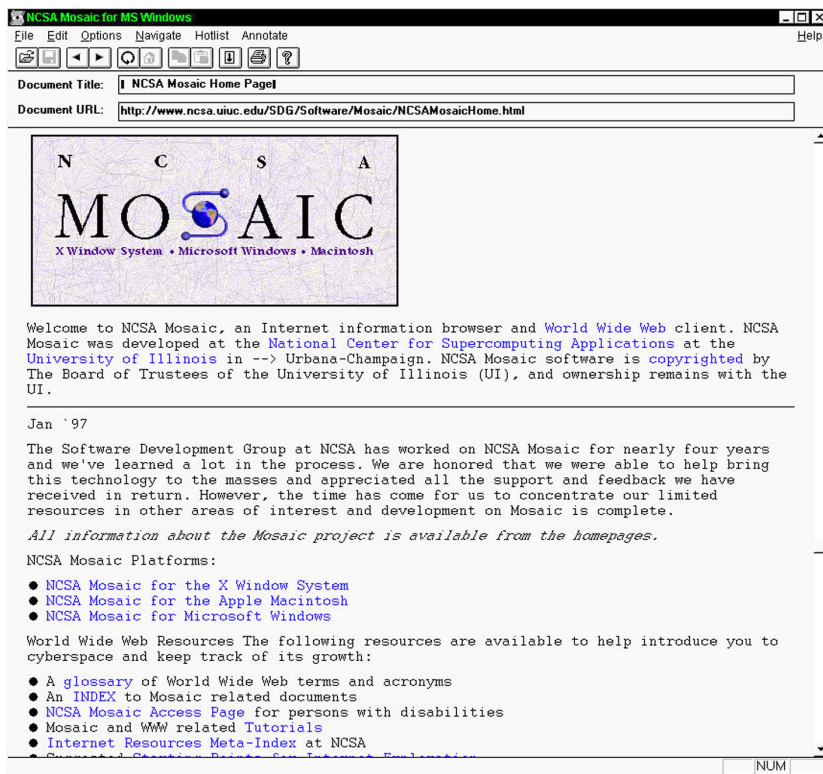 NCSA Mosaic for MS Windows
File Edit Options Navigate Hotlist Annotate Help
Document Title: NCSA Mosaic Home Page
Document URL: http://www.ncsa.uiuc.edu/SDG/Software/Mosaic/NCSAMosaicHome.html
N C S A
MOSAIC
X Window System • Microsoft Windows • Macintosh
Welcome to NCSA Mosaic, an Internet information browser and World Wide Web client. NCSA
Mosaic was developed at the National Center for Supercomputing Applications at the
University of Illinois in --> Urbana-Champaign. NCSA Mosaic software is copyrighted by
The Board of Trustees of the University of Illinois (UI), and ownership remains with the
UI.
Jan `97
The Software Development Group at NCSA has worked on NCSA Mosaic for nearly four years
and we've learned a lot in the process. We are honored that we were able to help bring
this technology to the masses and appreciated all the support and feedback we have
received in return. However, the time has come for us to concentrate our limited
resources in other areas of interest and development on Mosaic is complete.
All information about the Mosaic project is available from the homepages.
NCSA Mosaic Platforms:
● NCSA Mosaic for the X Window System
● NCSA Mosaic for the Apple Macintosh
● NCSA Mosaic for Microsoft Windows
World Wide Web Resources The following resources are available to help introduce you to
cyberspace and keep track of its growth:
● A glossary of World Wide Web terms and acronyms
● An INDEX to Mosaic related documents
● NCSA Mosaic Access Page for persons with disabilities
● Mosaic and WWW related Tutorials
● Internet Resources Meta-Index at NCSA
● Suggested Starting Points for Internet Exploration
NUM